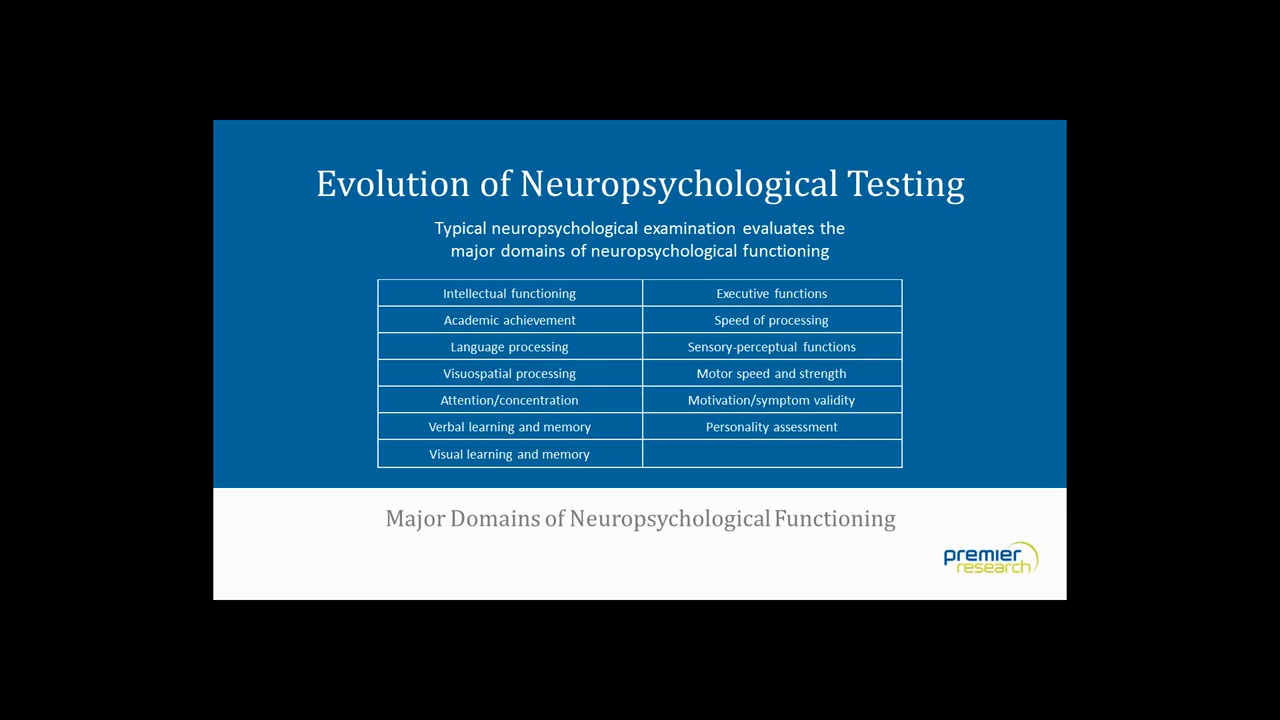 Evolution of Neuropsychological Testing
Typical neuropsychological examination evaluates the
major domains of neuropsychological functioning
Intellectual functioning
Executive functions
Academic achievement
Speed of processing
Language processing
Sensory-perceptual functions
Visuospatial processing
Motor speed and strength
Attention/concentration
Motivation/symptom validity
Verbal learning and memory
Personality assessment
Visual learning and memory
Major Domains of Neuropsychological Functioning
premier
research